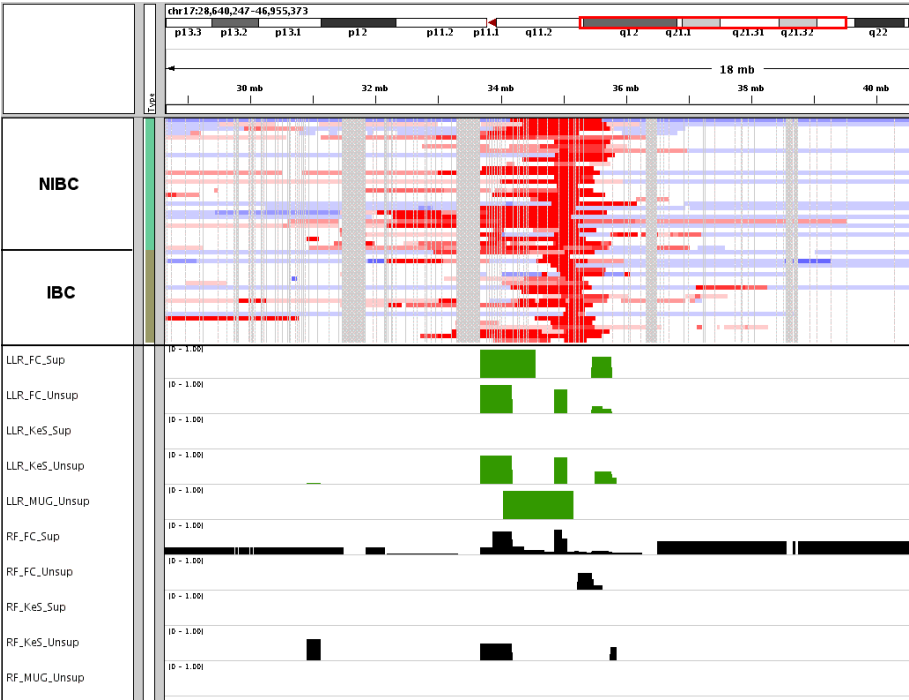 chr17:28,640,247-46,955,373
p13.3 p13.2 p13.1 p12 p11.2 p11.1 q11.2 q12 q21.1 q21.31 q21.32 q22
18 mb
30 mb 32 mb 34 mb 36 mb 38 mb 40 mb
Type
NIBC
IBC
[0 - 1.00]
LLR_FC_Sup
[0 - 1.00]
LLR_FC_Unsup
[0 - 1.00]
LLR_KeS_Sup
[0 - 1.00]
LLR_KeS_Unsup
[0 - 1.00]
LLR_MUG_Unsup
[0 - 1.00]
RF_FC_Sup
[0 - 1.00]
RF_FC_Unsup
[0 - 1.00]
RF_KeS_Sup
[0 - 1.00]
RF_KeS_Unsup
[0 - 1.00]
RF_MUG_Unsup